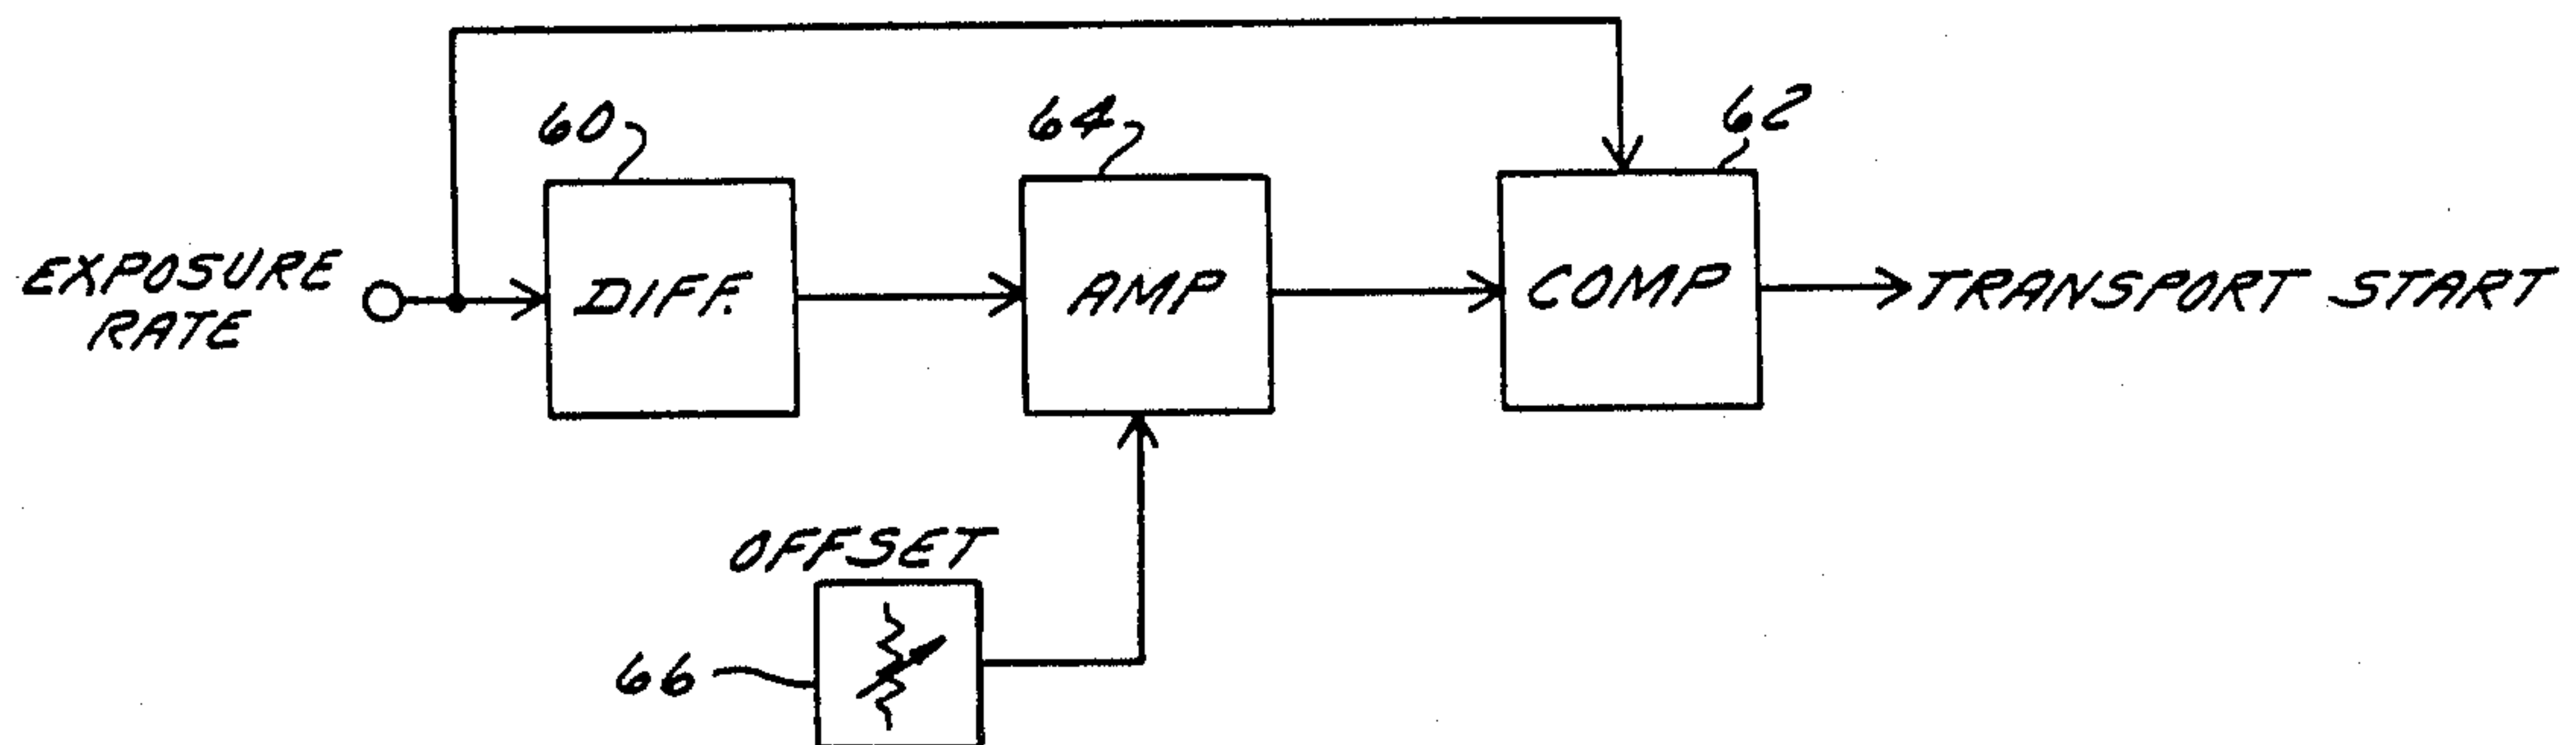 60
64
62
EXPOSURE
RATE
DIFF.
AMP
COMP
TRANSPORT START
OFFSET
66